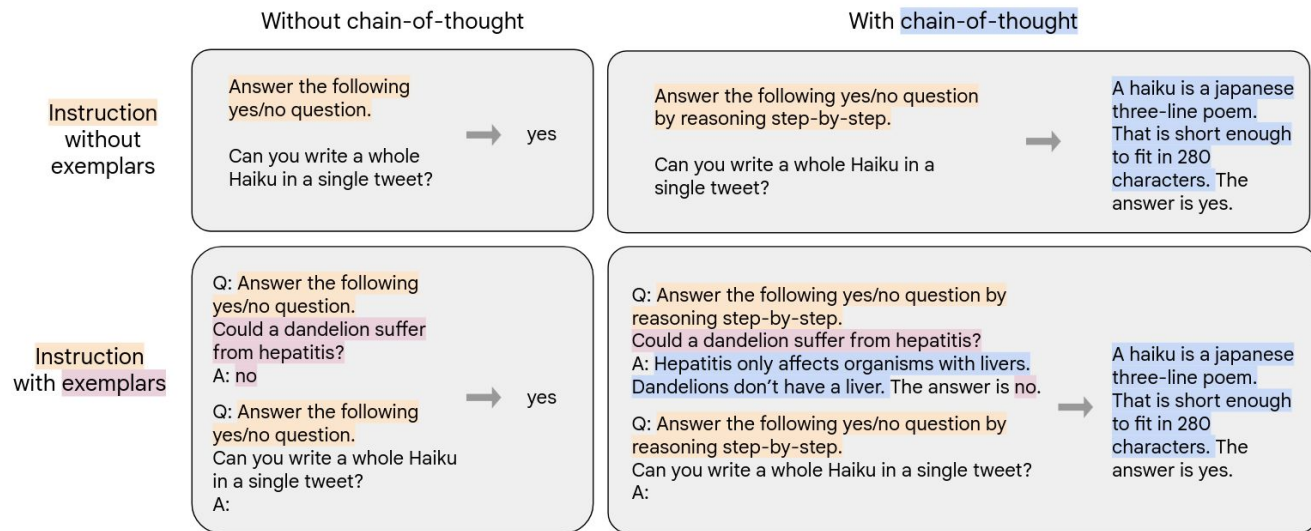 Without chain-of-thought
With chain-of-thought
Instruction
without
exemplars
Answer the following
yes/no question.
Can you write a whole
Haiku in a single tweet?
yes
Answer the following yes/no question
by reasoning step-by-step.
Can you write a whole Haiku in a
single tweet?
A haiku is a japanese
three-line poem.
That is short enough
to fit in 280
characters. The
answer is yes.
Instruction
with exemplars
Q: Answer the following
yes/no question.
Could a dandelion suffer
from hepatitis?
A: no
Q: Answer the following
yes/no question.
Can you write a whole Haiku
in a single tweet?
A:
yes
Q: Answer the following yes/no question by
reasoning step-by-step.
Could a dandelion suffer from hepatitis?
A: Hepatitis only affects organisms with livers.
Dandelions don’t have a liver. The answer is no.
Q: Answer the following yes/no question by
reasoning step-by-step.
Can you write a whole Haiku in a single tweet?
A:
A haiku is a japanese
three-line poem.
That is short enough
to fit in 280
characters. The
answer is yes.